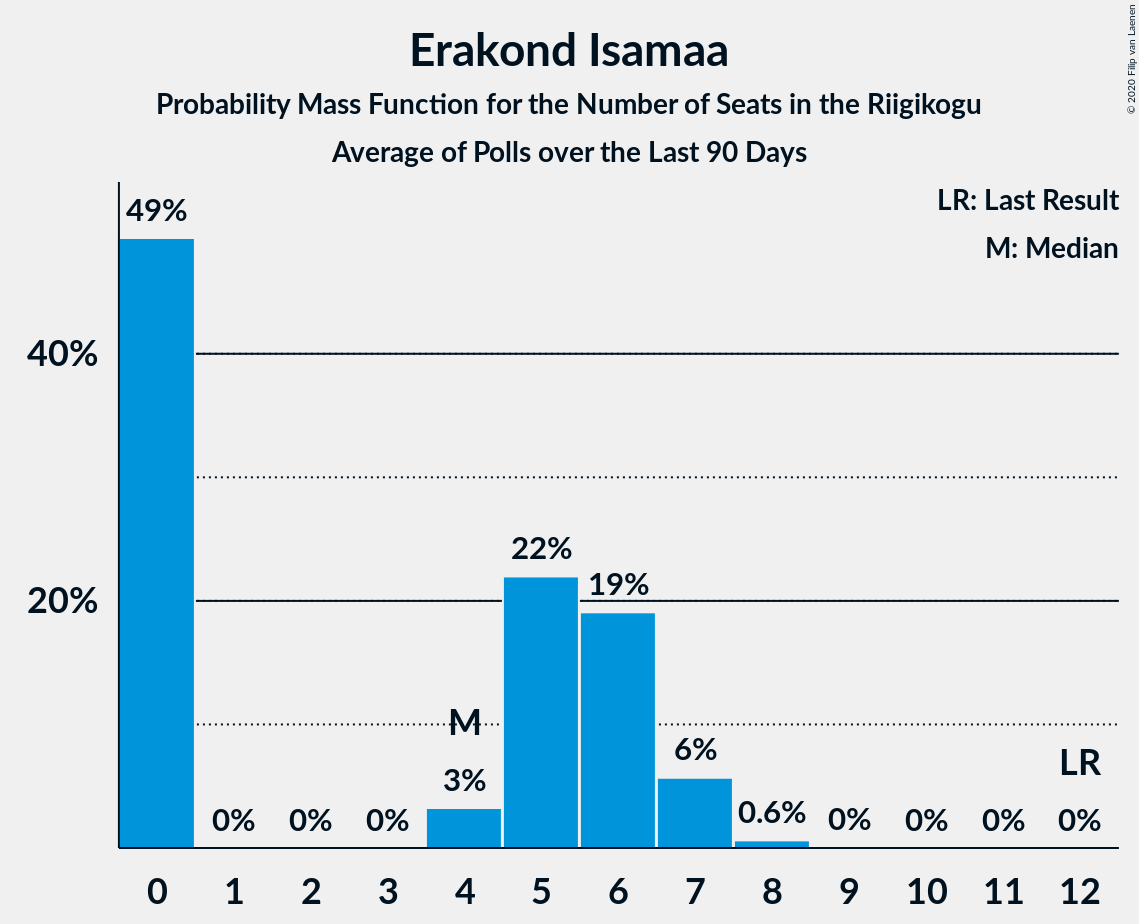 Erakond Isamaa
Probability Mass Function for the Number of Seats in the Riigikogu
Average of Polls over the Last 90 Days
© 2020 Filip van Laenen
LR: Last Result
M: Median
49%
40%
22%
19%
20%
M
6%
LR
3%
0.6%
0% 0% 0% 0% 0% 0% 0%
0 1 2 3 4 5 6 7 8 9 10 11 12